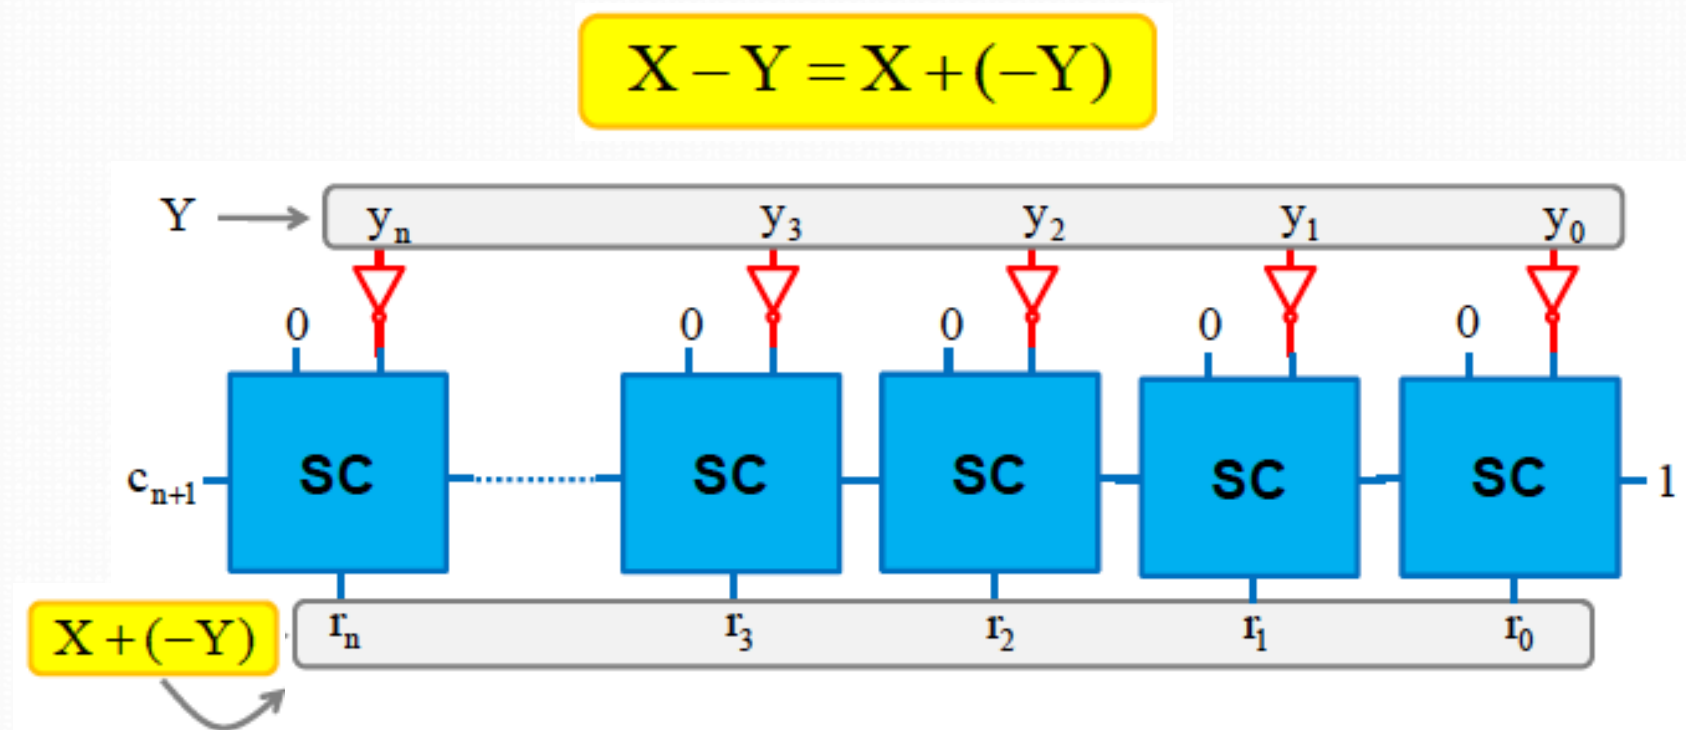 X − Y = X + (−Y)
Y yₙ y₃ y₂ y₁ y₀
0 0 0 0 0
cₙ₊₁ SC SC SC SC SC 1
X + (−Y) rₙ r₃ r₂ r₁ r₀